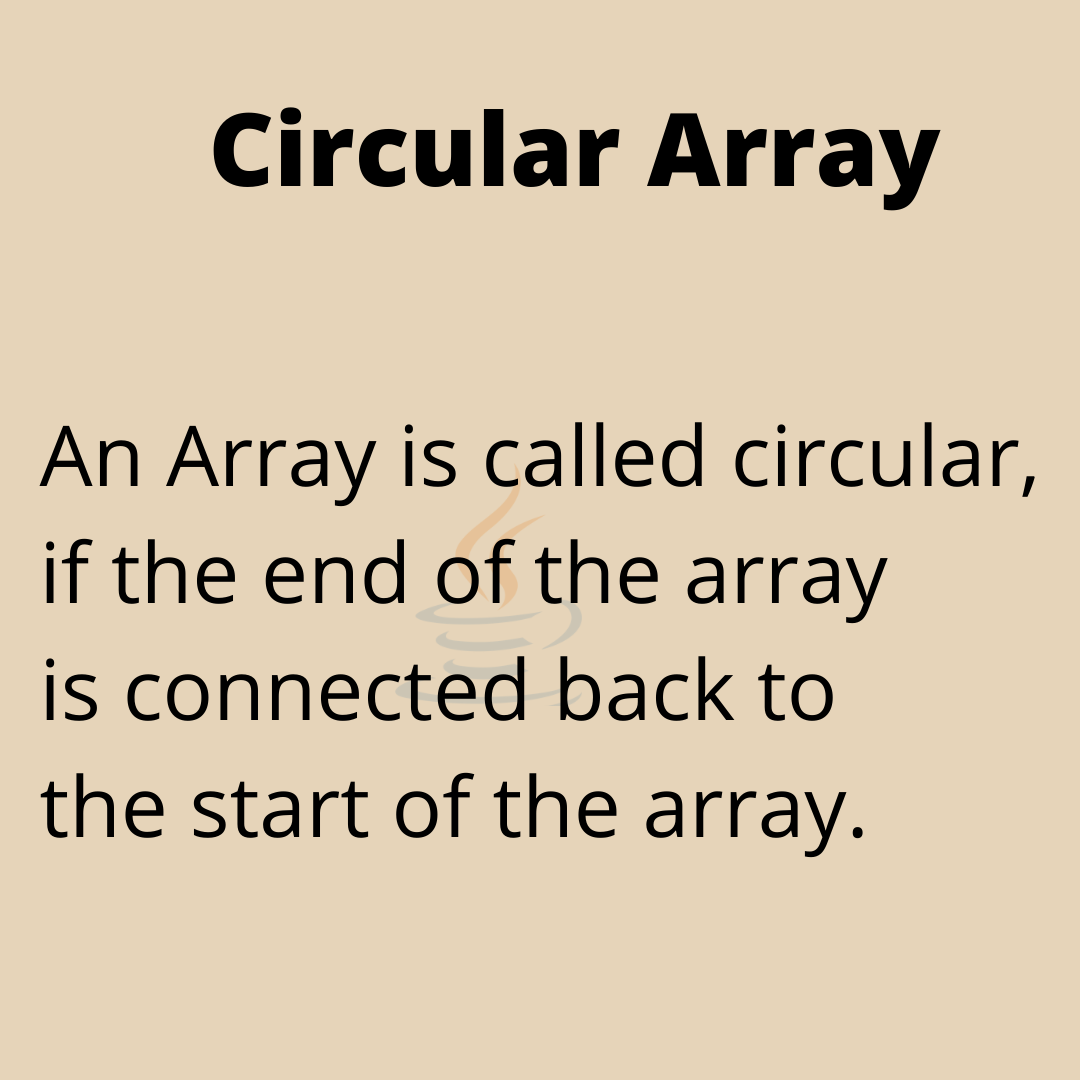 Circular Array
An Array is called circular,
if the end of the array
is connected back to
the start of the array.